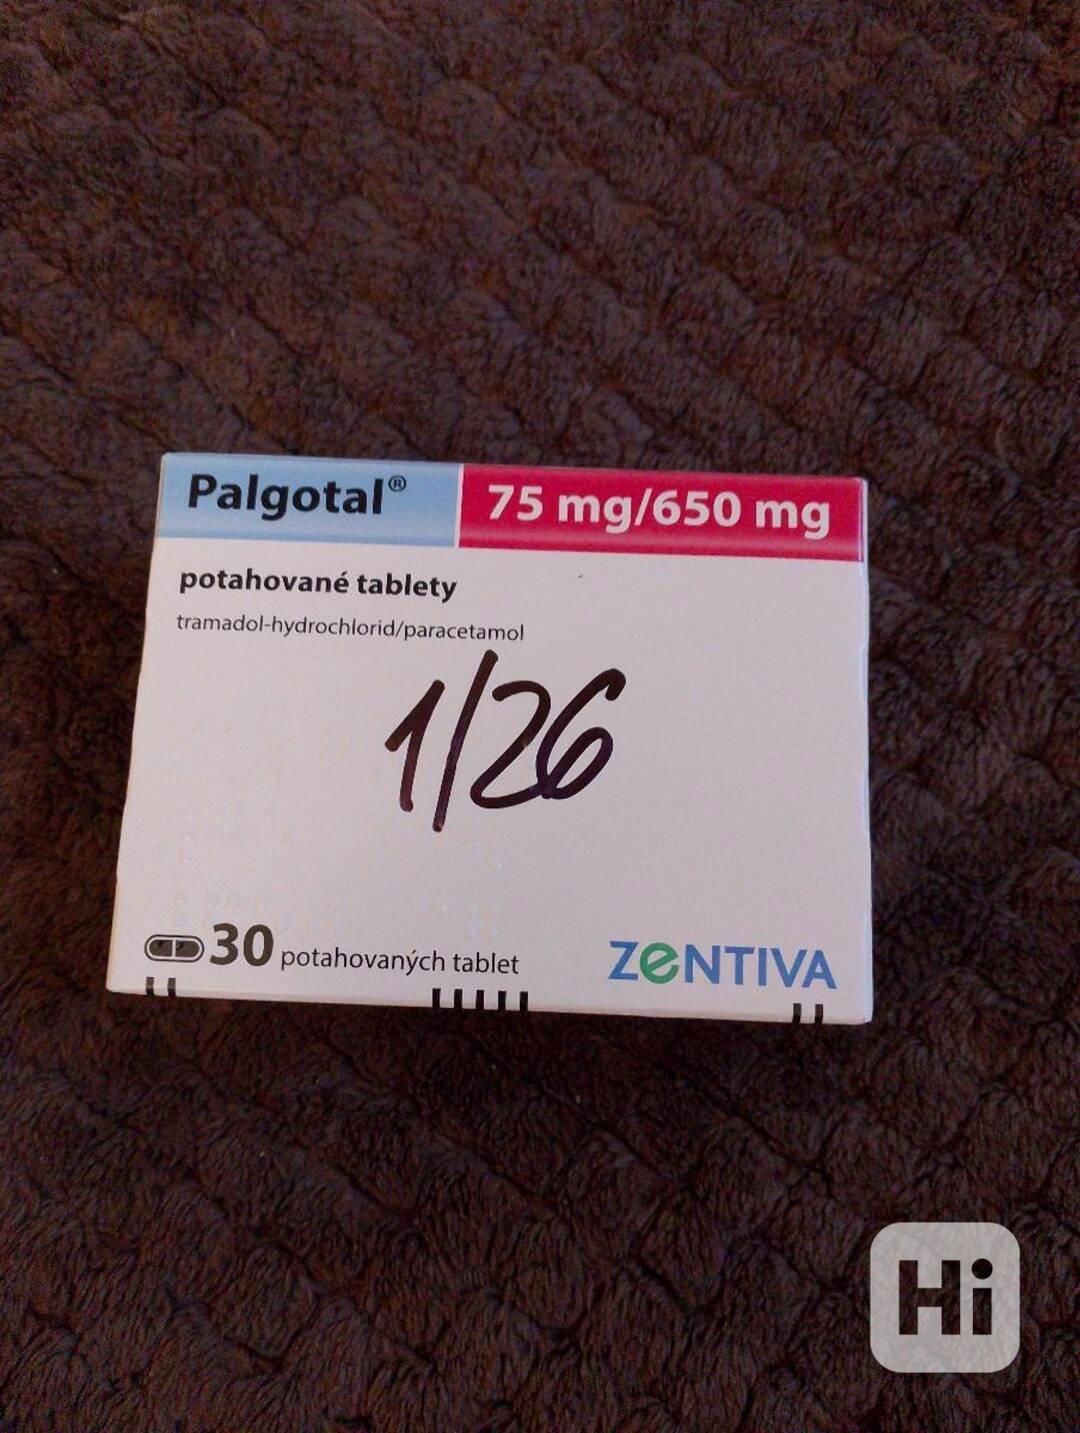 Palgotal® 75 mg/650 mg
potahované tablety
tramadol-hydrochlorid/paracetamol
1/26
30 potahovaných tablet
ZENTIVA
Hi